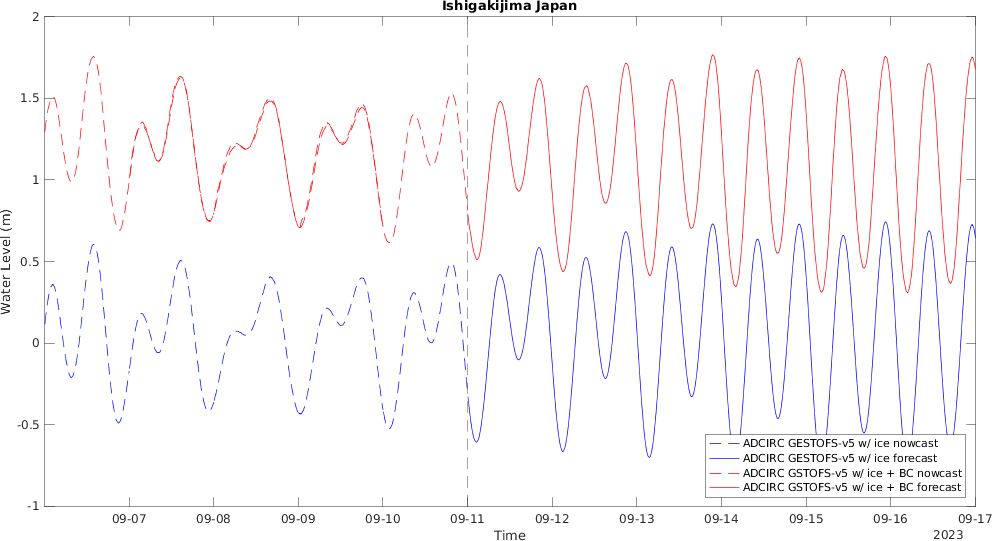 Ishigakijima Japan
Water Level (m)
2
1.5
1
0.5
0
-0.5
-1
ADCIRC GESTOFS-v5 w/ ice nowcast
ADCIRC GESTOFS-v5 w/ ice forecast
ADCIRC GSTOFS-v5 w/ ice + BC nowcast
ADCIRC GSTOFS-v5 w/ ice + BC forecast
09-07 09-08 09-09 09-10 09-11 09-12 09-13 09-14 09-15 09-16 09-17
Time
2023